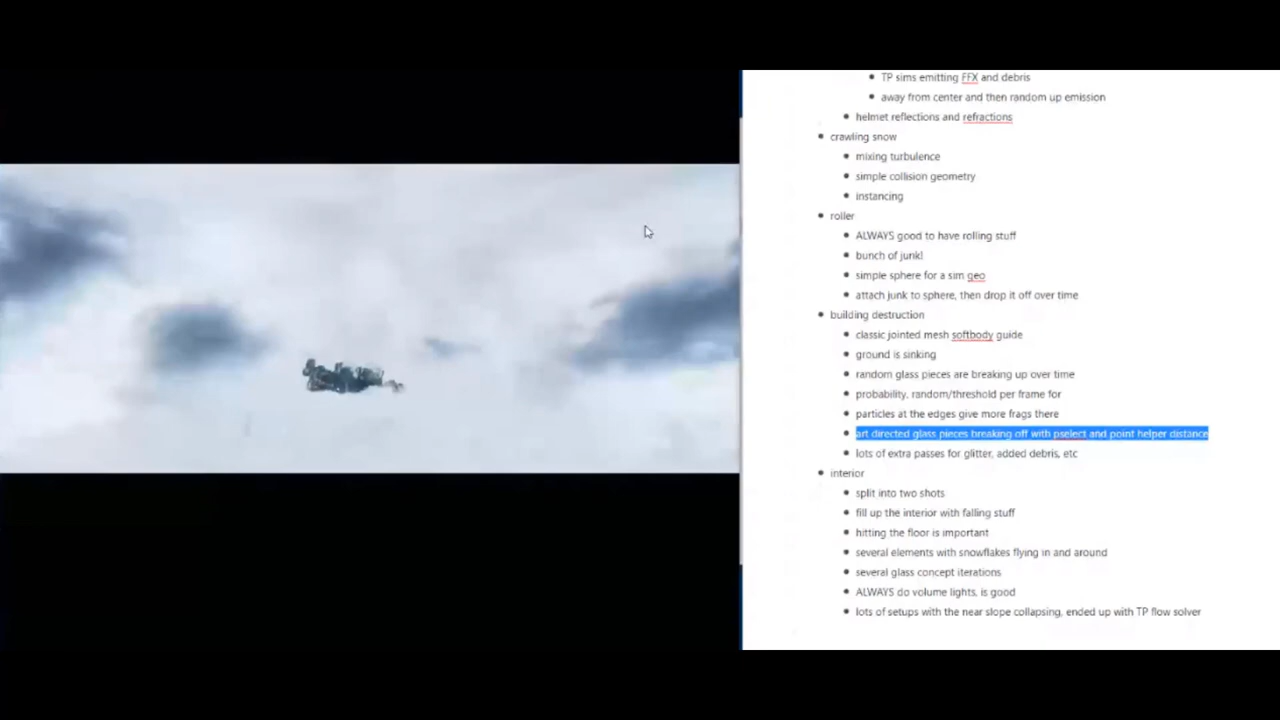 TP sims emitting FFX and debris
away from center and then random up emission
helmet reflections and refractions
crawling snow
mixing turbulence
simple collision geometry
instancing
roller
ALWAYS good to have rolling stuff
bunch of junk!
simple sphere for a sim geo
attach junk to sphere, then drop it off over time
building destruction
classic jointed mesh softbody guide
ground is sinking
random glass pieces are breaking up over time
probability, random/threshold per frame for
particles at the edges give more frags there
art directed glass pieces breaking off with pselect and point helper distance
lots of extra passes for glitter, added debris, etc
interior
split into two shots
fill up the interior with falling stuff
hitting the floor is important
several elements with snowflakes flying in and around
several glass concept iterations
ALWAYS do volume lights, is good
lots of setups with the near slope collapsing, ended up with TP flow solver